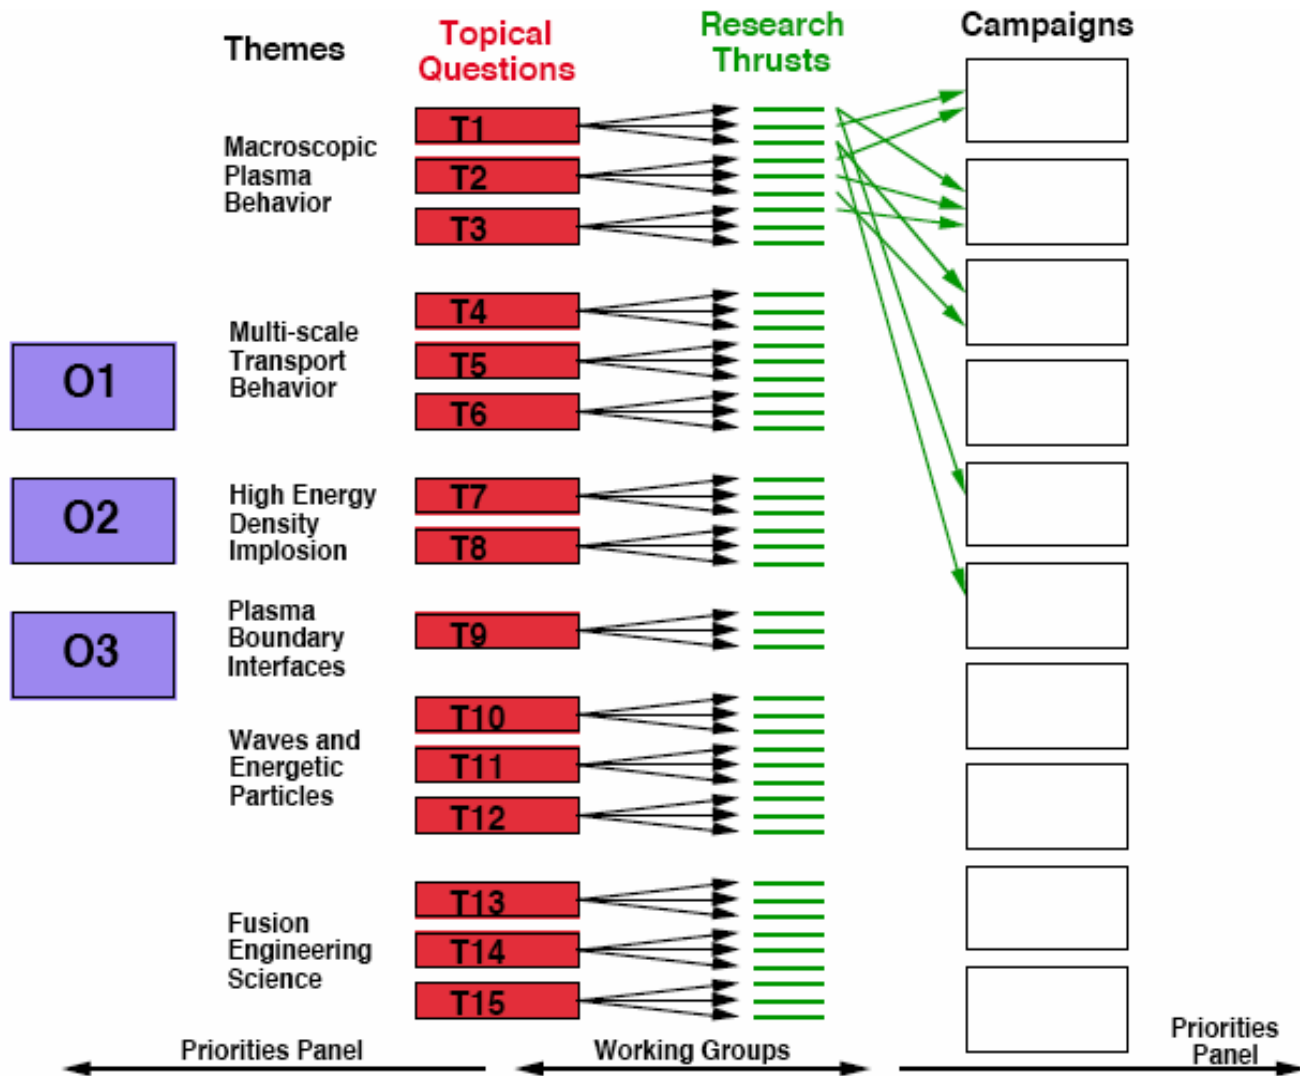 Themes
Topical
Questions
Research
Thrusts
Campaigns
Macroscopic
Plasma
Behavior
T1
T2
T3
Multi-scale
Transport
Behavior
T4
T5
T6
O1
High Energy
Density
Implosion
T7
T8
O2
Plasma
Boundary
Interfaces
T9
O3
Waves and
Energetic
Particles
T10
T11
T12
Fusion
Engineering
Science
T13
T14
T15
Priorities Panel
Working Groups
Priorities
Panel